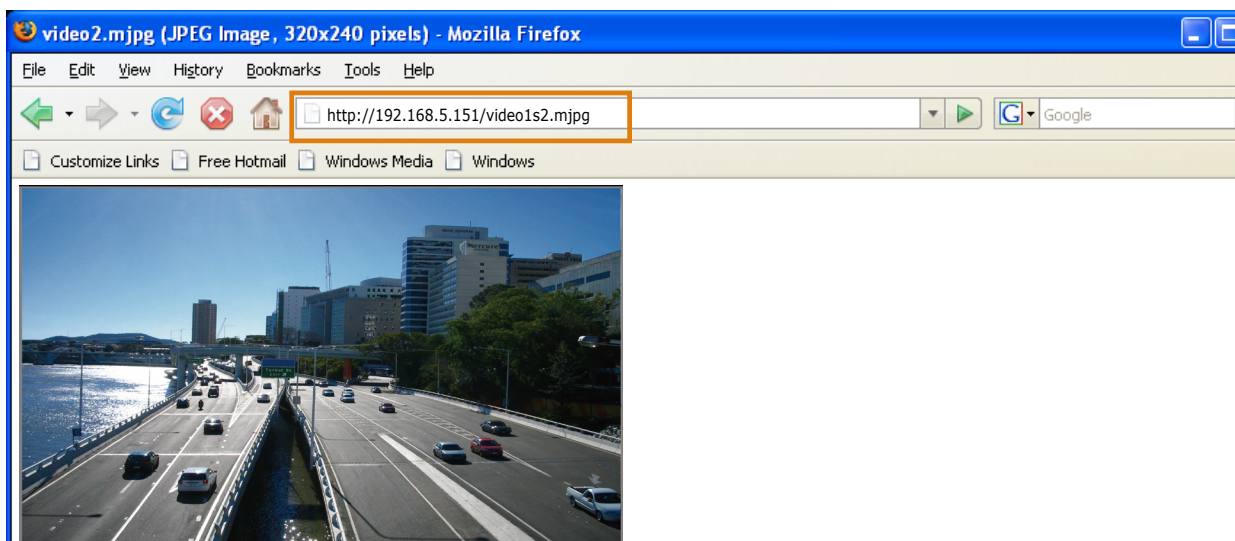 video2.mjpg (JPEG Image, 320x240 pixels) - Mozilla Firefox
File Edit View History Bookmarks Tools Help
http://192.168.5.151/video1s2.mjpg G Google
Customize Links Free Hotmail Windows Media Windows